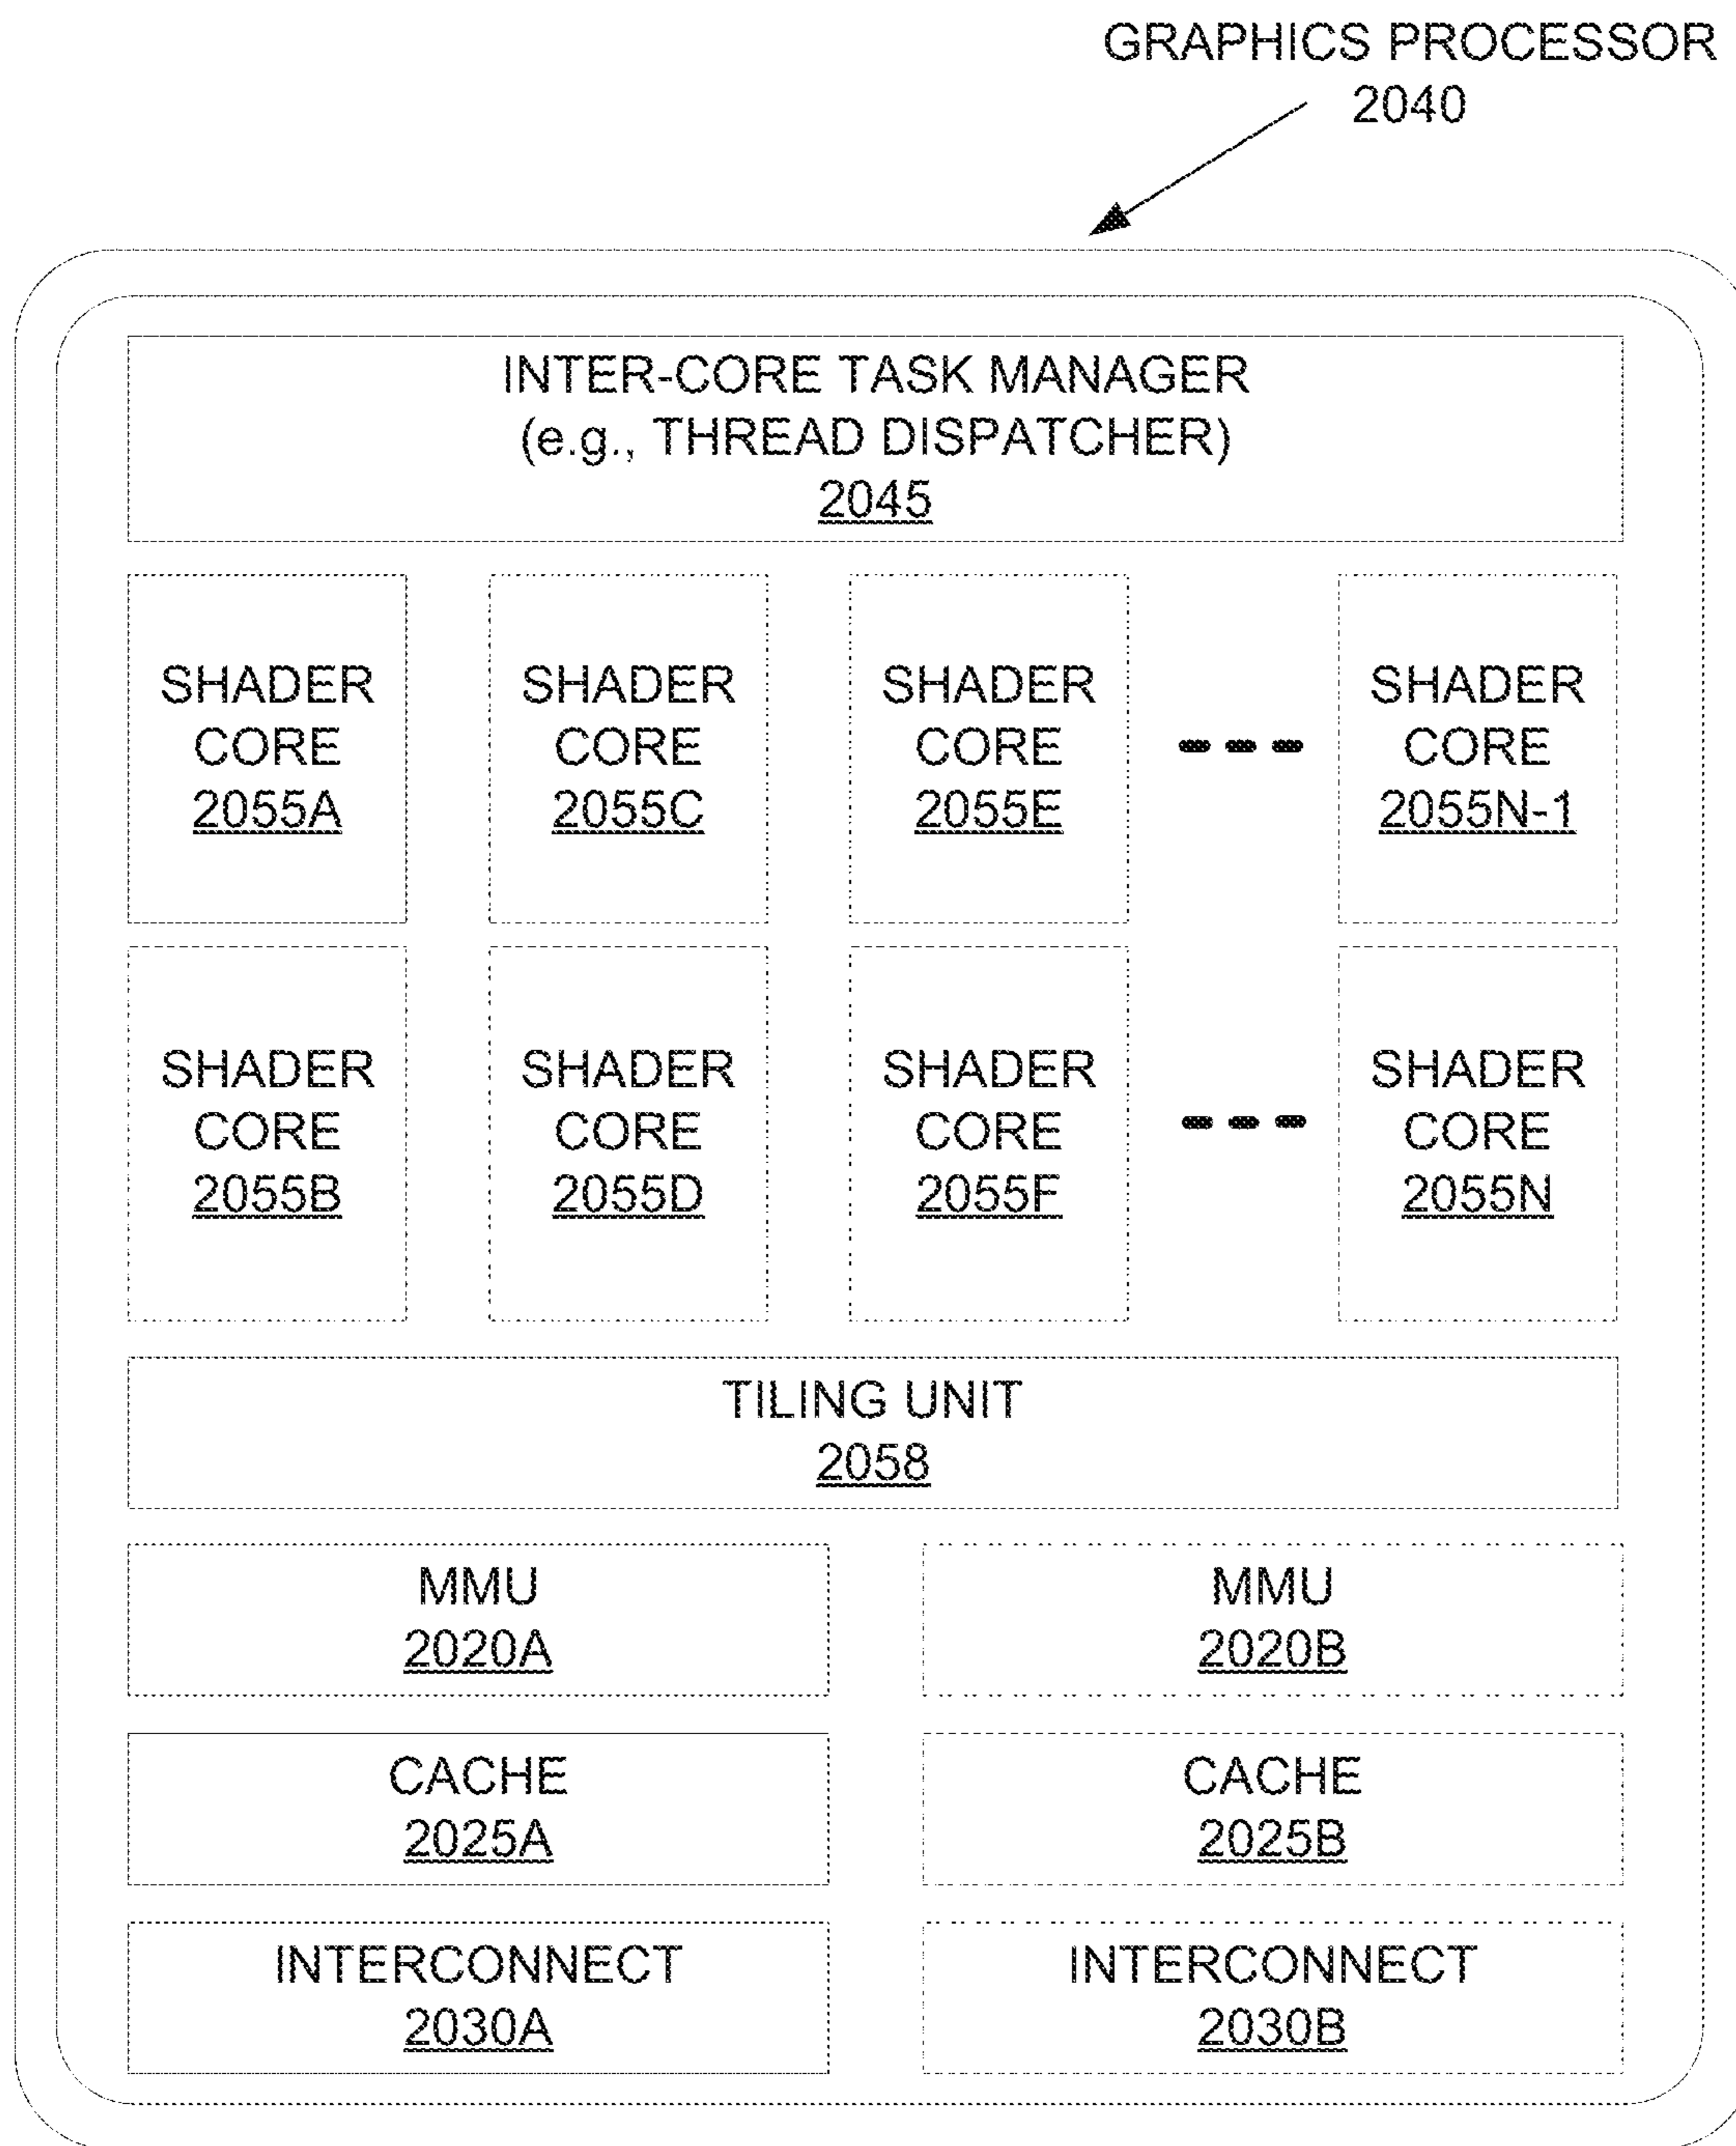 GRAPHICS PROCESSOR
2040
INTER-CORE TASK MANAGER
(e.g., THREAD DISPATCHER)
2045
SHADER
CORE
2055A
SHADER
CORE
2055C
SHADER
CORE
2055E
SHADER
CORE
2055N-1
SHADER
CORE
2055B
SHADER
CORE
2055D
SHADER
CORE
2055F
SHADER
CORE
2055N
TILING UNIT
2058
MMU
2020A
MMU
2020B
CACHE
2025A
CACHE
2025B
INTERCONNECT
2030A
INTERCONNECT
2030B